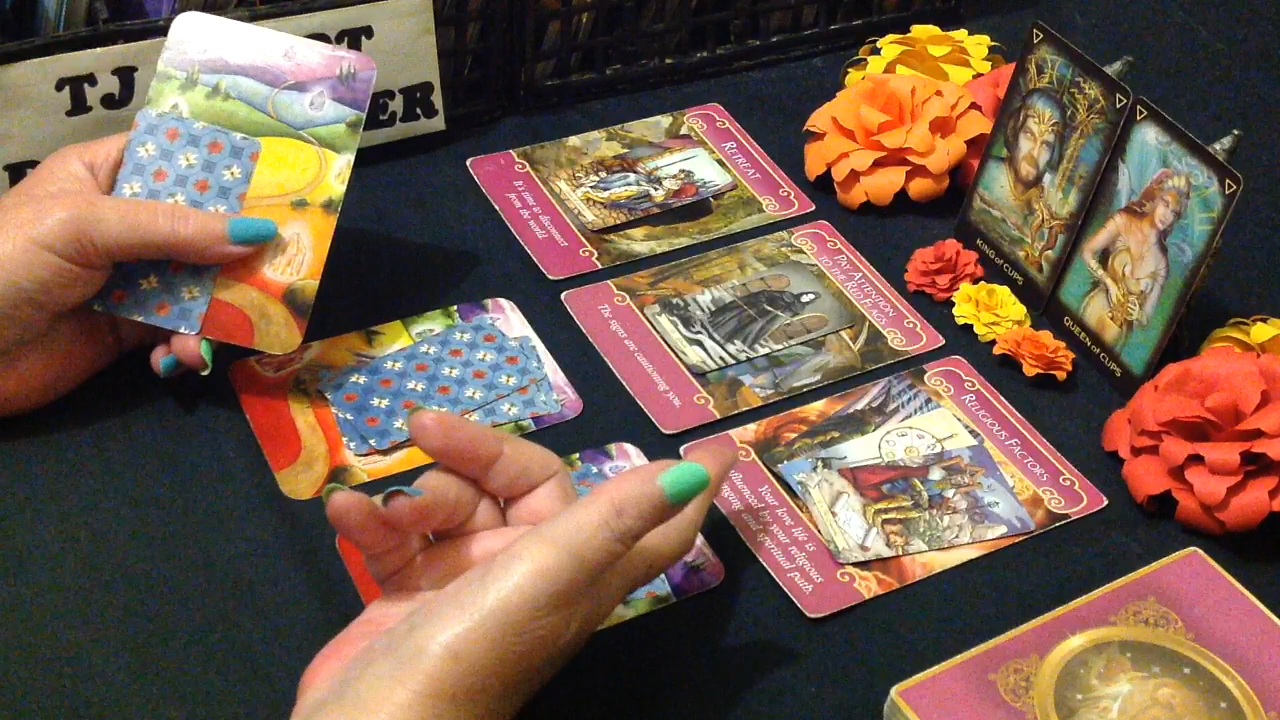 TJ
OT
ER
RETREAT
It's time to disconnect
from the world.
PAY ATTENTION
TO THE RED FLAGS
The signs are cautioning you.
RELIGIOUS FACTORS
Your love life is
influenced by your religious
and spiritual path.
KING of CUPS
QUEEN of CUPS